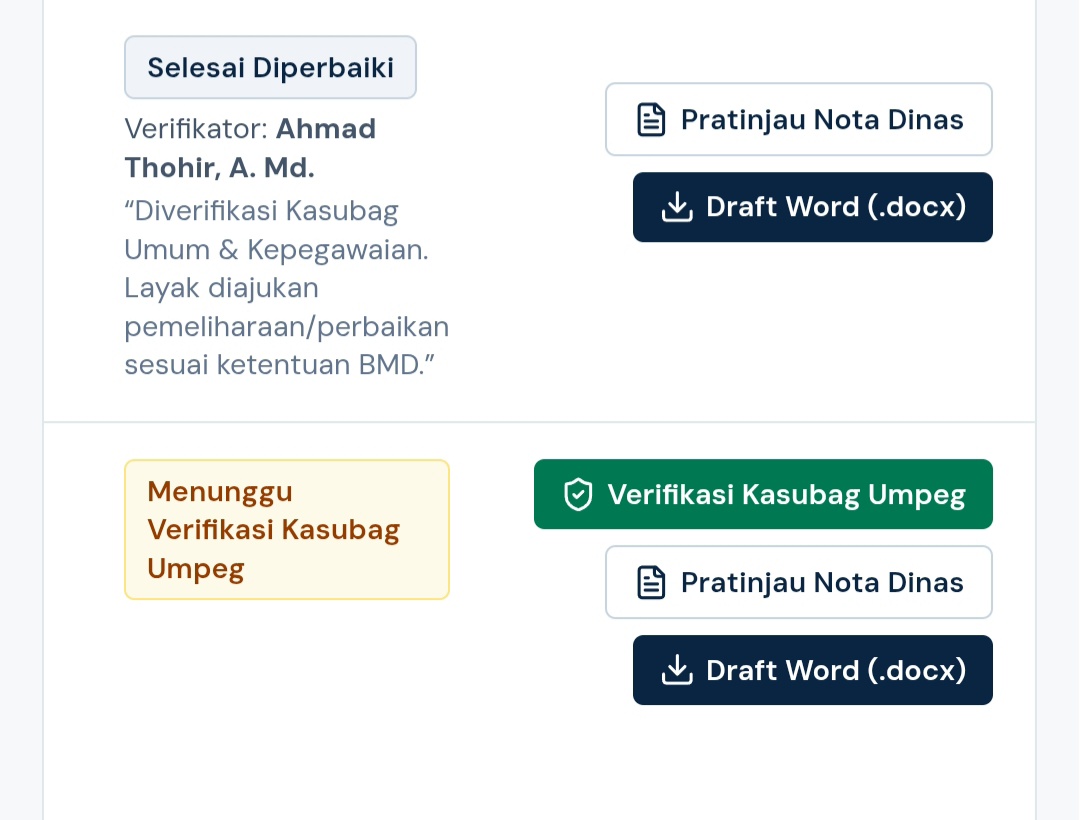 Selesai Diperbaiki
Verifikator: Ahmad
Thohir, A. Md.
“Diverifikasi Kasubag
Umum & Kepegawaian.
Layak diajukan
pemeliharaan/perbaikan
sesuai ketentuan BMD.”
Pratinjau Nota Dinas
Draft Word (.docx)
Menunggu
Verifikasi Kasubag
Umpeg
Verifikasi Kasubag Umpeg
Pratinjau Nota Dinas
Draft Word (.docx)